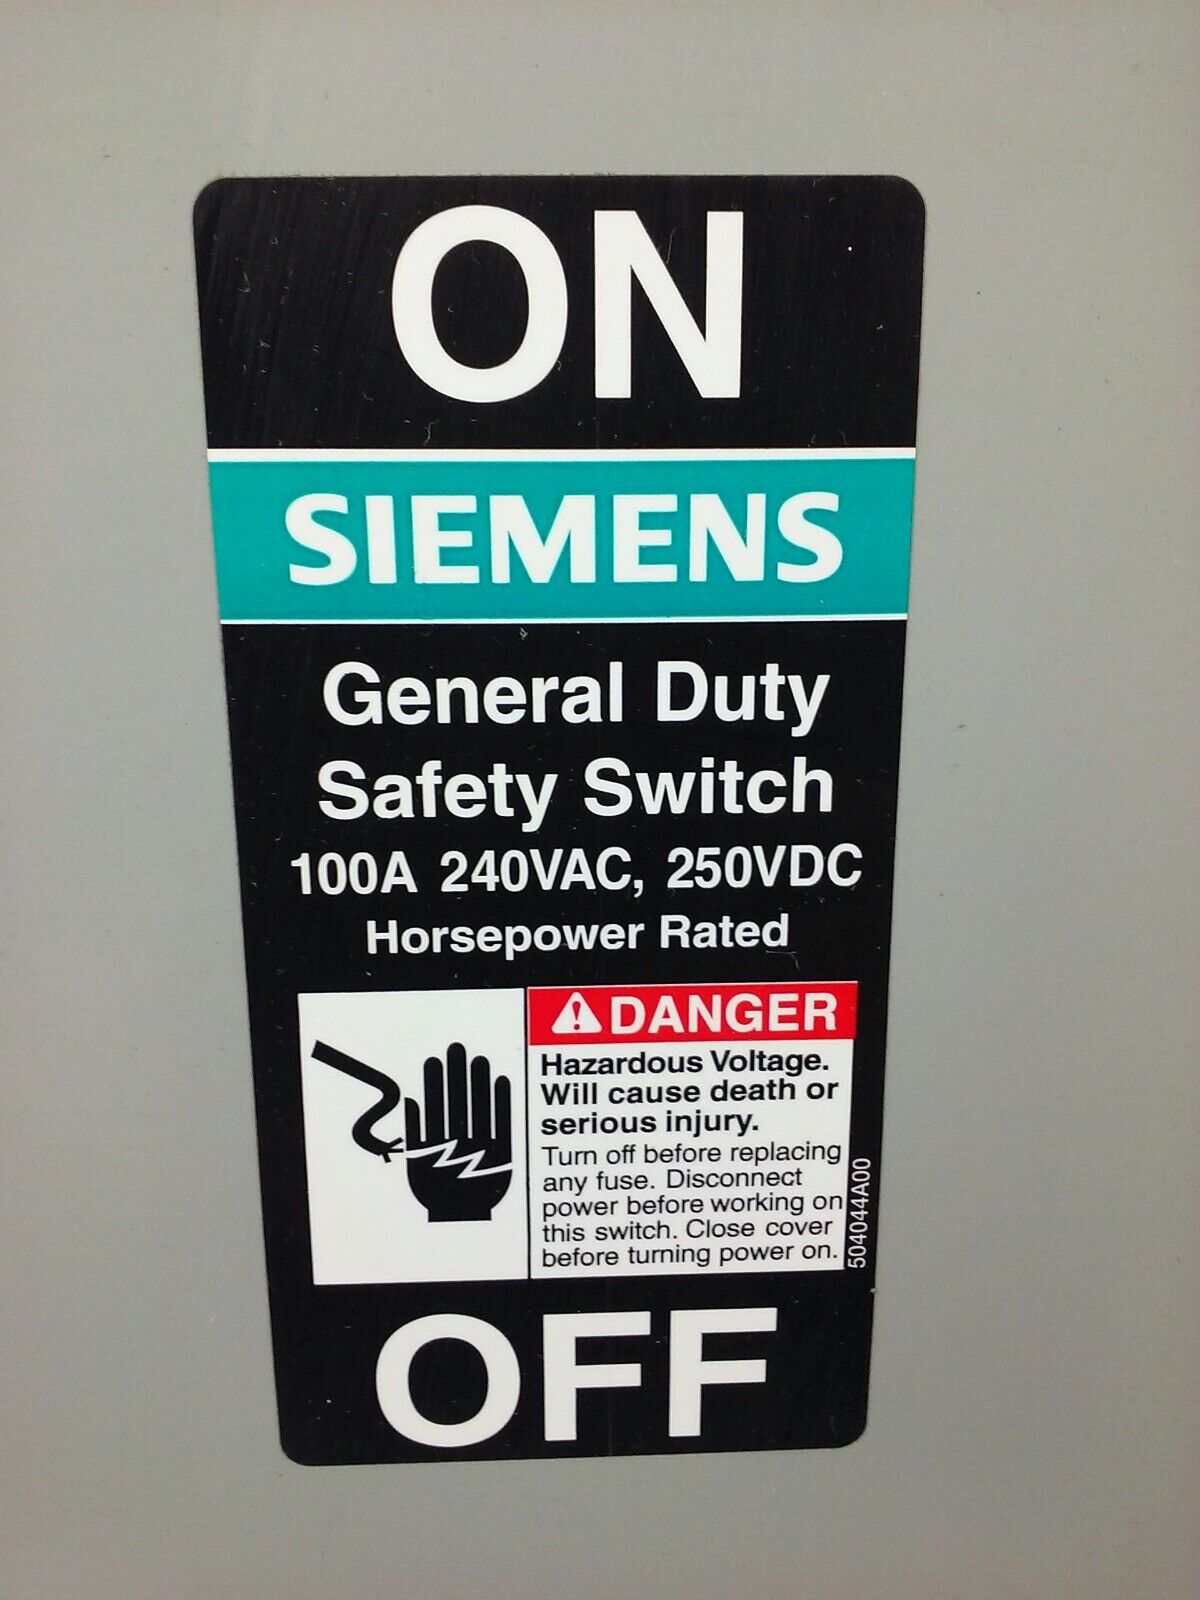 ON
SIEMENS
General Duty
Safety Switch
100A 240VAC, 250VDC
Horsepower Rated
DANGER
Hazardous Voltage.
Will cause death or
serious injury.
Turn off before replacing
any fuse. Disconnect
power before working on
this switch. Close cover
before turning power on.
504044A00
OFF